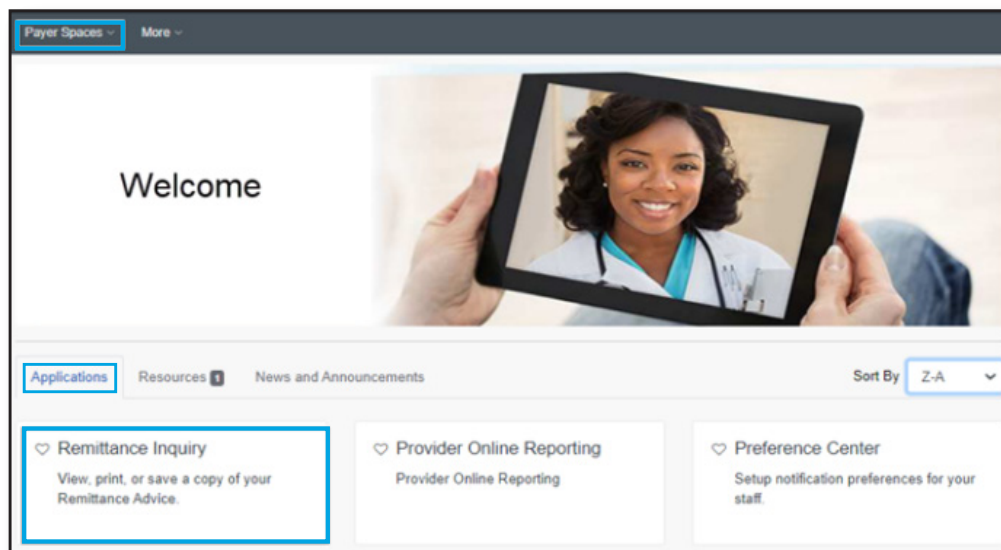 Payer Spaces More
Welcome
Applications Resources 1 News and Announcements Sort By Z-A
Remittance Inquiry Provider Online Reporting Preference Center
View, print, or save a copy of your Provider Online Reporting Setup notification preferences for your
Remittance Advice. staff.